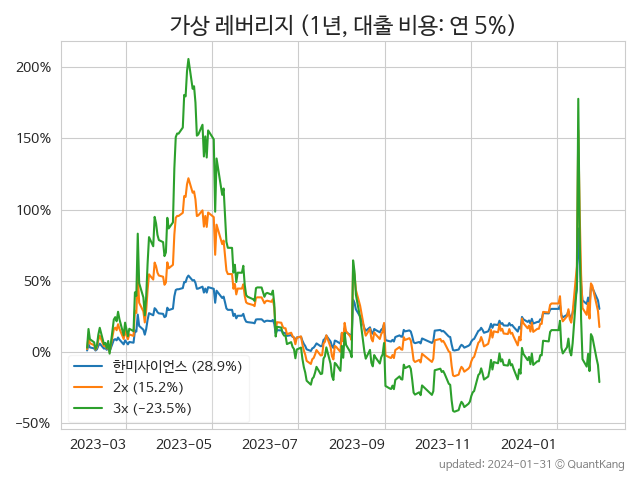 가상 레버리지 (1년, 대출 비용: 연 5%)
200%
150%
100%
50%
0%
−50%
한미사이언스 (28.9%)
2x (15.2%)
3x (−23.5%)
2023-03 2023-05 2023-07 2023-09 2023-11 2024-01
updated: 2024-01-31 © QuantKang